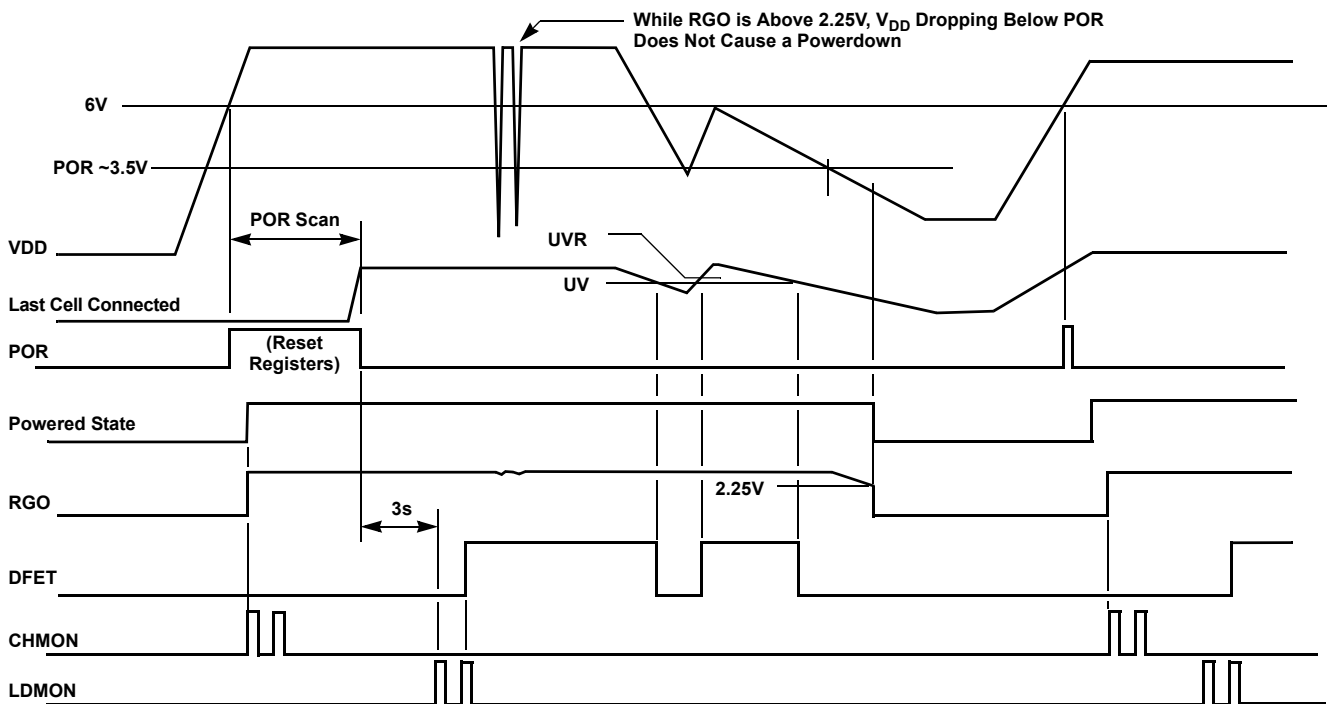 While RGO is Above 2.25V, VDD Dropping Below POR
Does Not Cause a Powerdown
6V
POR ~3.5V
POR Scan
VDD
UVR
UV
Last Cell Connected
POR
(Reset
Registers)
Powered State
2.25V
RGO
3s
DFET
CHMON
LDMON